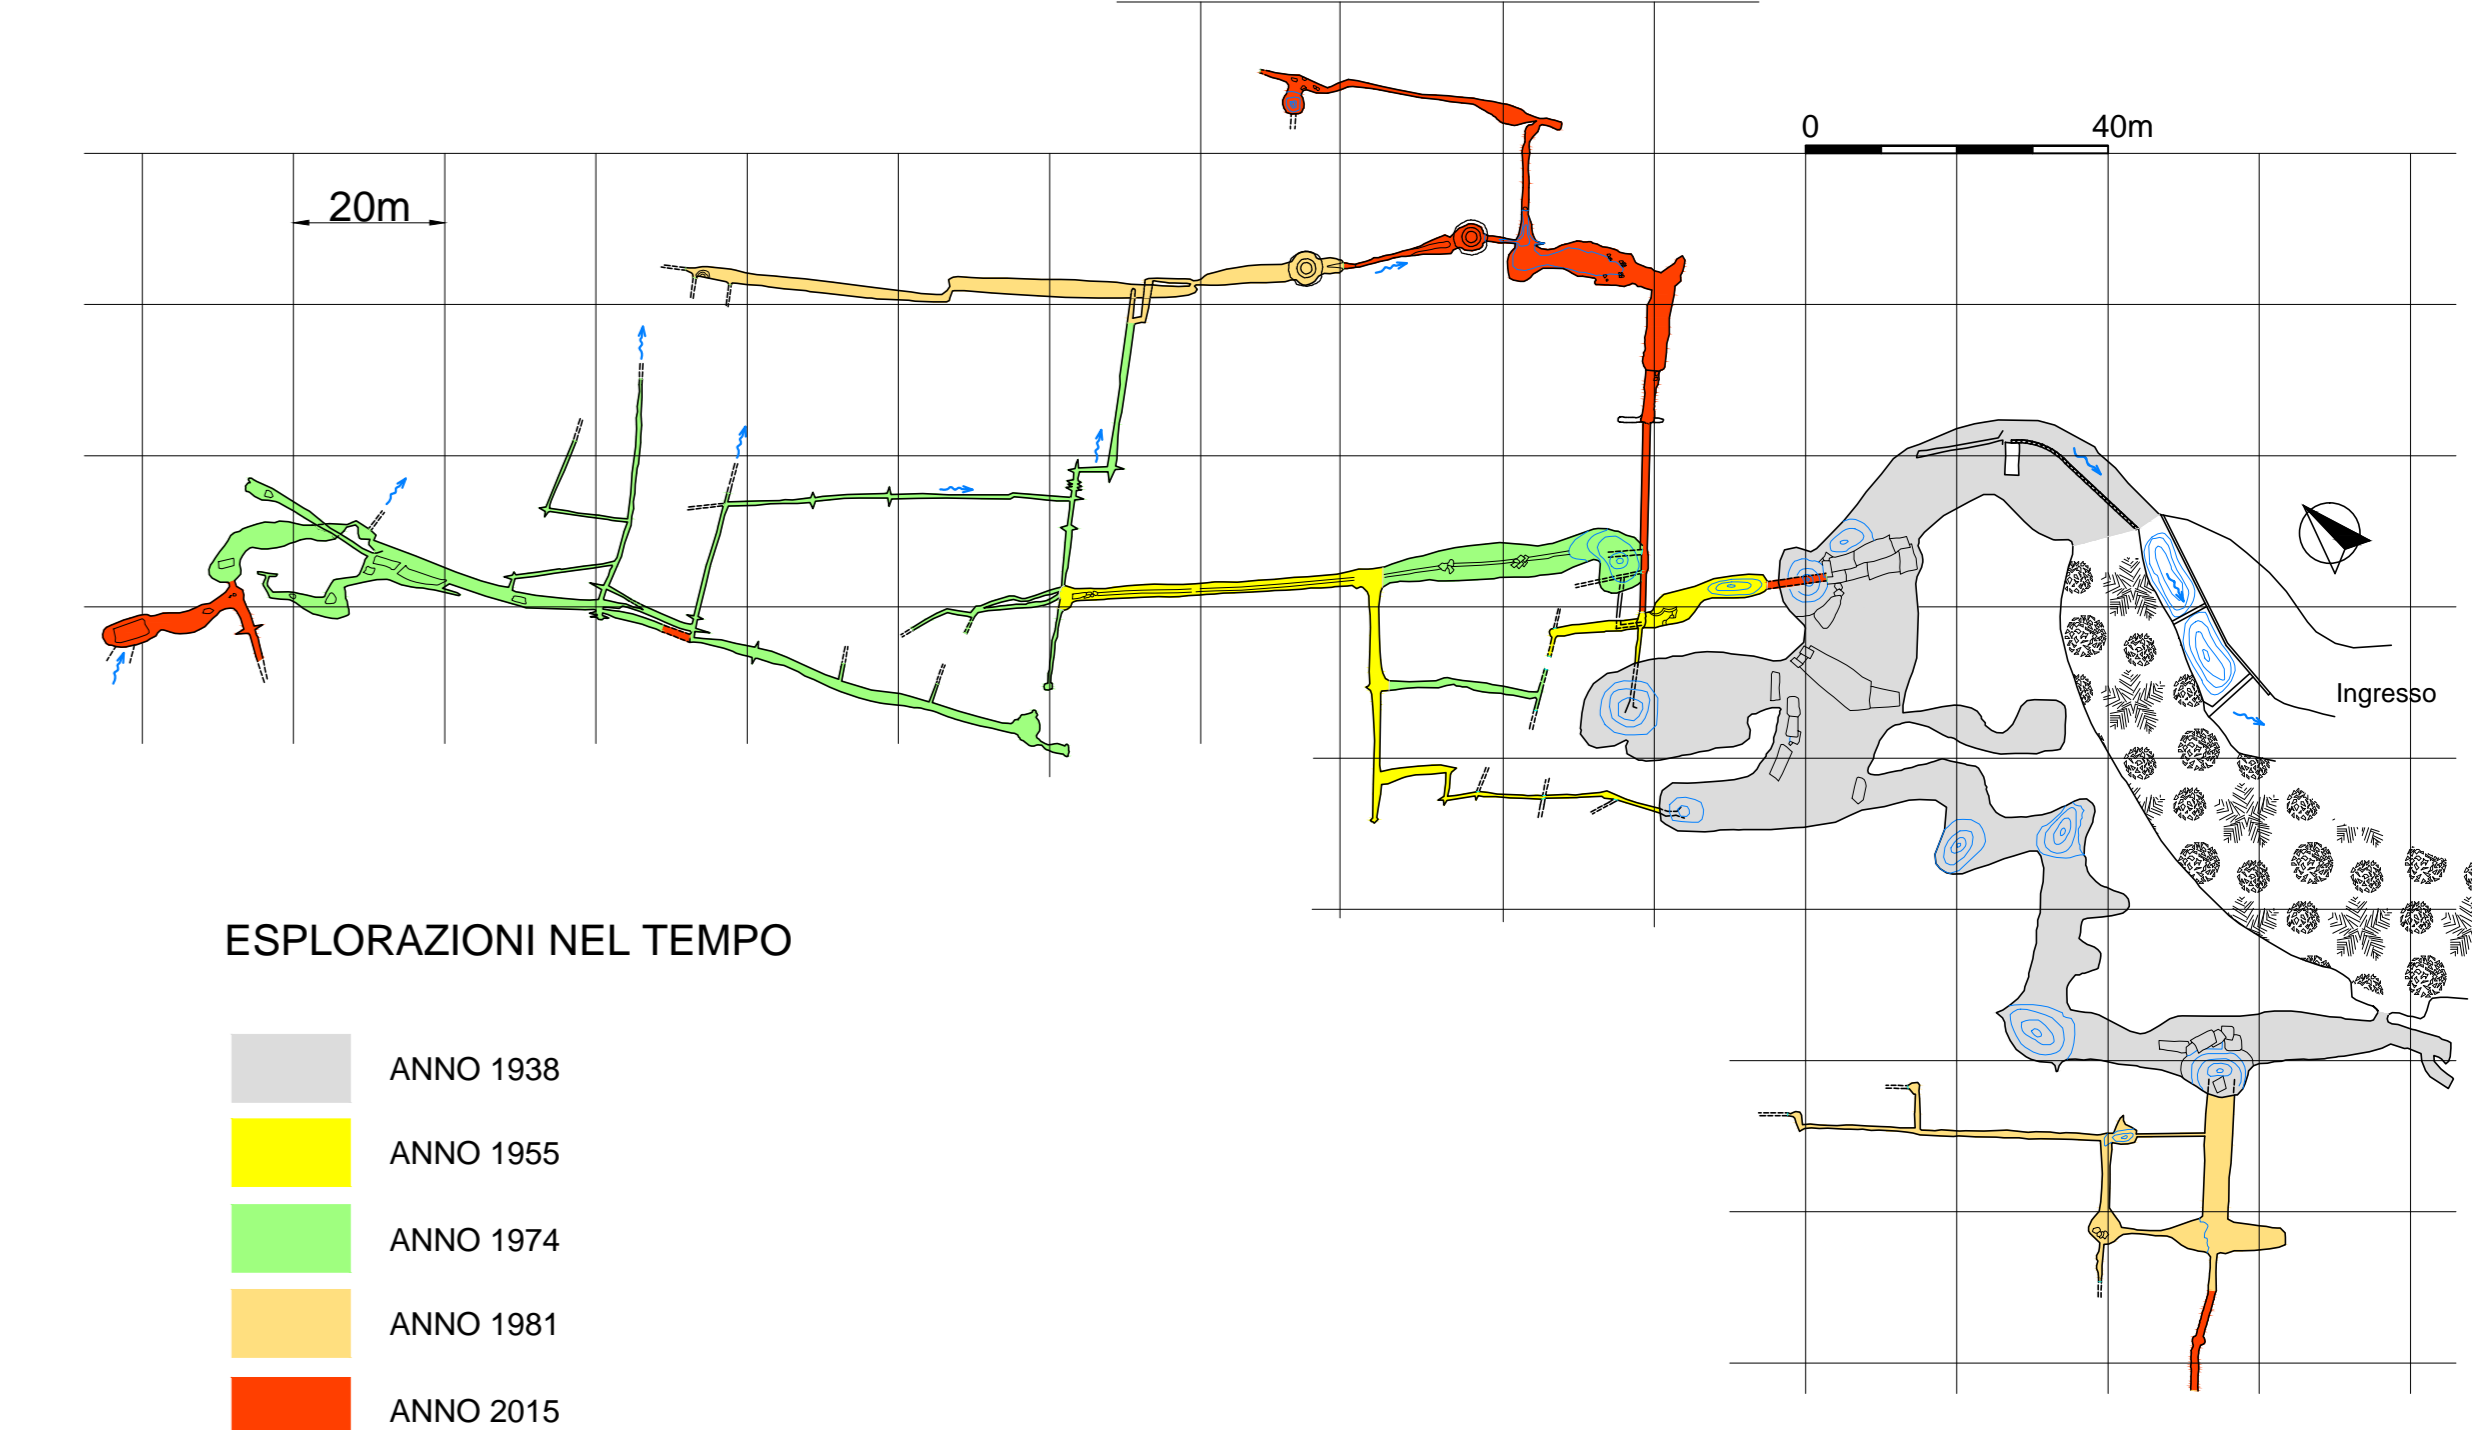 0 40m
20m
Ingresso
ESPLORAZIONI NEL TEMPO
ANNO 1938
ANNO 1955
ANNO 1974
ANNO 1981
ANNO 2015